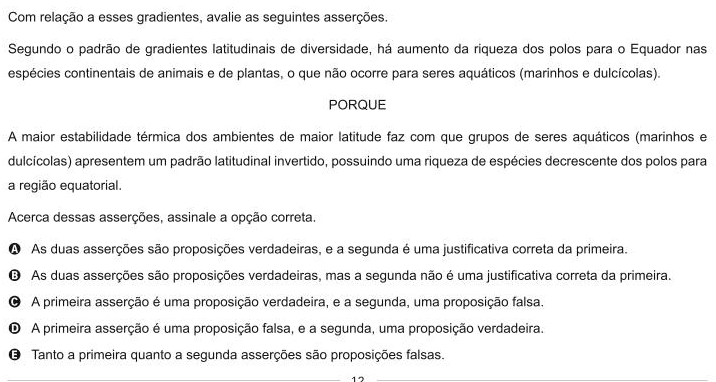 Com relação a esses gradientes, avalie as seguintes asserções.
Segundo o padrão de gradientes latitudinais de diversidade, há aumento da riqueza dos polos para o Equador nas
espécies continentais de animais e de plantas, o que não ocorre para seres aquáticos (marinhos e dulcícolas).
PORQUE
A maior estabilidade térmica dos ambientes de maior latitude faz com que grupos de seres aquáticos (marinhos e
dulcícolas) apresentem um padrão latitudinal invertido, possuindo uma riqueza de espécies decrescente dos polos para
a região equatorial.
Acerca dessas asserções, assinale a opção correta.
A As duas asserções são proposições verdadeiras, e a segunda é uma justificativa correta da primeira.
B As duas asserções são proposições verdadeiras, mas a segunda não é uma justificativa correta da primeira.
C A primeira asserção é uma proposição verdadeira, e a segunda, uma proposição falsa.
D A primeira asserção é uma proposição falsa, e a segunda, uma proposição verdadeira.
E Tanto a primeira quanto a segunda asserções são proposições falsas.
12